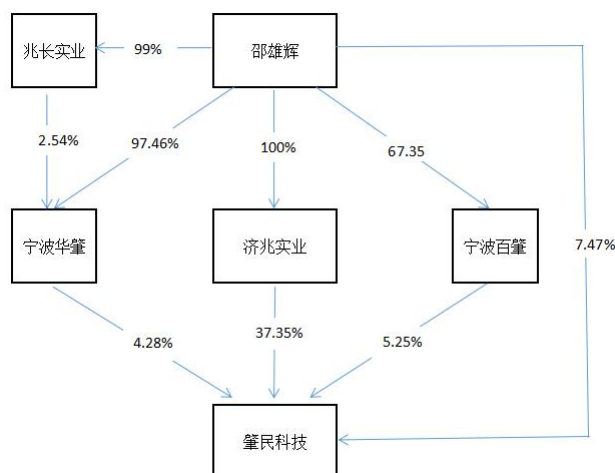 兆长实业
99%
邵雄辉
2.54%
97.46%
100%
67.35
宁波华肇
济兆实业
宁波百肇
7.47%
4.28%
37.35%
5.25%
肇民科技